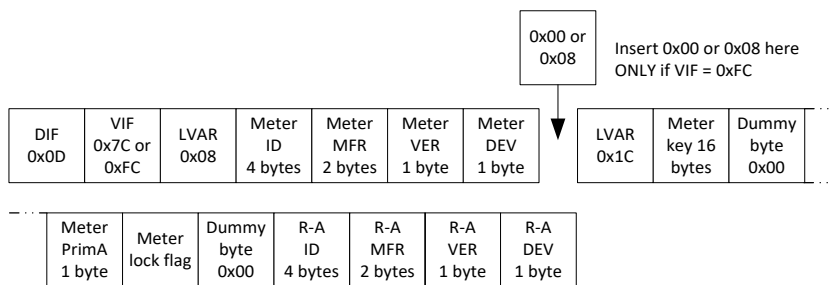 0x00 or
0x08
Insert 0x00 or 0x08 here
ONLY if VIF = 0xFC
DIF
0x0D
VIF
0x7C or
0xFC
LVAR
0x08
Meter
ID
4 bytes
Meter
MFR
2 bytes
Meter
VER
1 byte
Meter
DEV
1 byte
LVAR
0x1C
Meter
key 16
bytes
Dummy
byte
0x00
Meter
PrimA
1 byte
Meter
lock flag
Dummy
byte
0x00
R-A
ID
4 bytes
R-A
MFR
2 bytes
R-A
VER
1 byte
R-A
DEV
1 byte